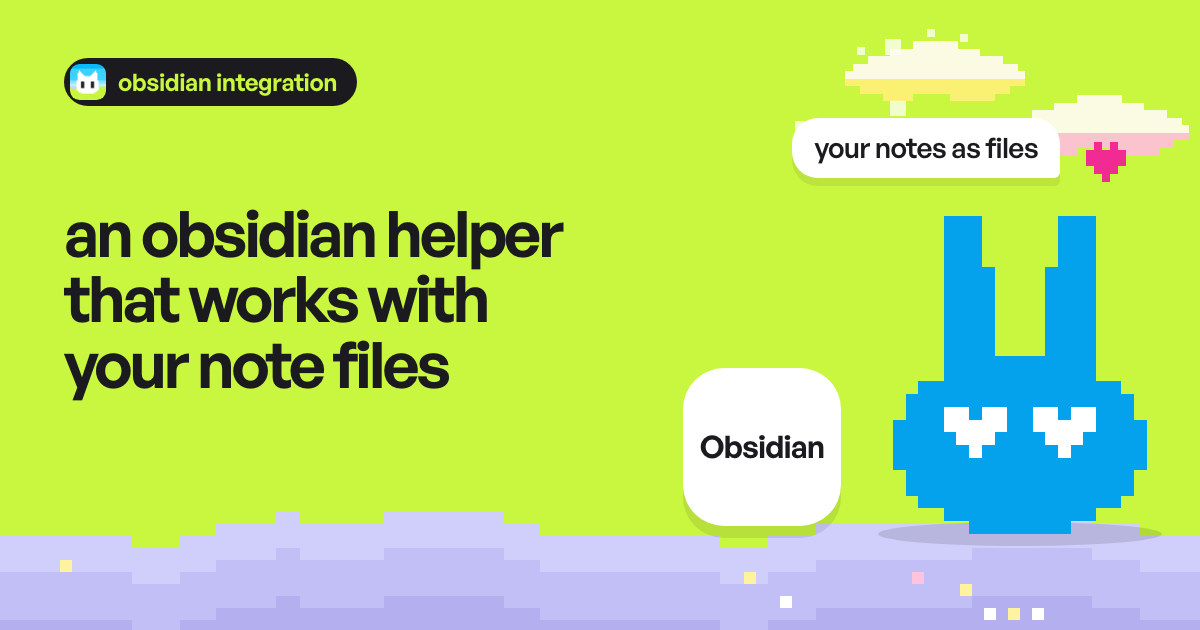 obsidian integration
your notes as files
an obsidian helper
that works with
your note files
Obsidian